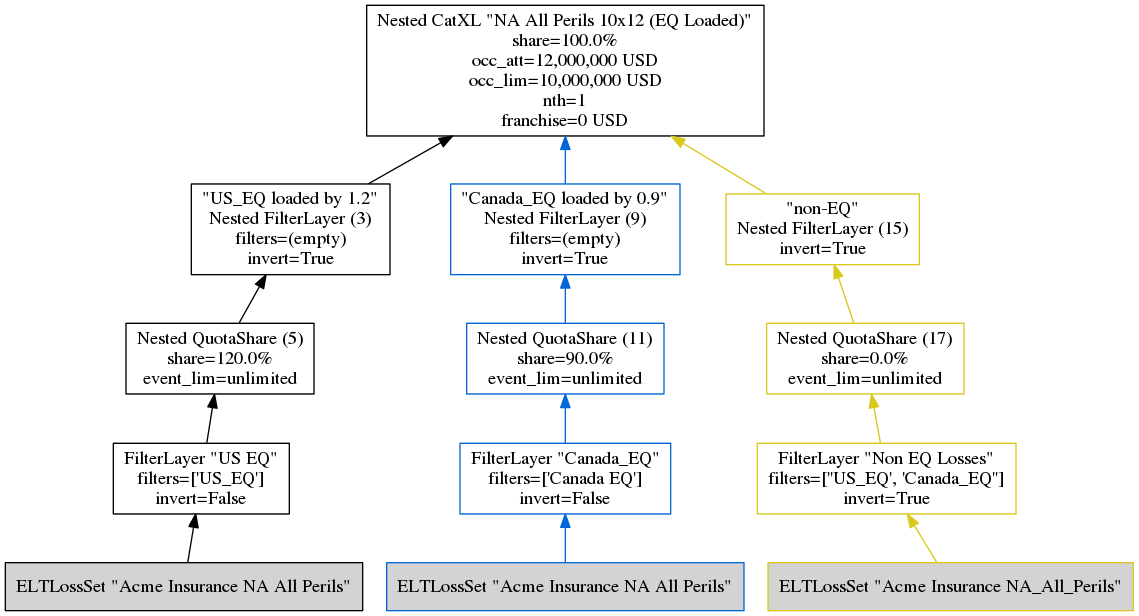 Nested CatXL "NA All Perils 10x12 (EQ Loaded)"
share=100.0%
occ_att=12,000,000 USD
occ_lim=10,000,000 USD
nth=1
franchise=0 USD
"US_EQ loaded by 1.2"
Nested FilterLayer (3)
filters=(empty)
invert=True
"Canada_EQ loaded by 0.9"
Nested FilterLayer (9)
filters=(empty)
invert=True
"non-EQ"
Nested FilterLayer (15)
invert=True
Nested QuotaShare (5)
share=120.0%
event_lim=unlimited
Nested QuotaShare (11)
share=90.0%
event_lim=unlimited
Nested QuotaShare (17)
share=0.0%
event_lim=unlimited
FilterLayer "US EQ"
filters=['US_EQ']
invert=False
FilterLayer "Canada_EQ"
filters=['Canada EQ']
invert=False
FilterLayer "Non EQ Losses"
filters=["US_EQ', 'Canada_EQ"]
invert=True
ELTLossSet "Acme Insurance NA All Perils"
ELTLossSet "Acme Insurance NA All Perils"
ELTLossSet "Acme Insurance NA_All_Perils"